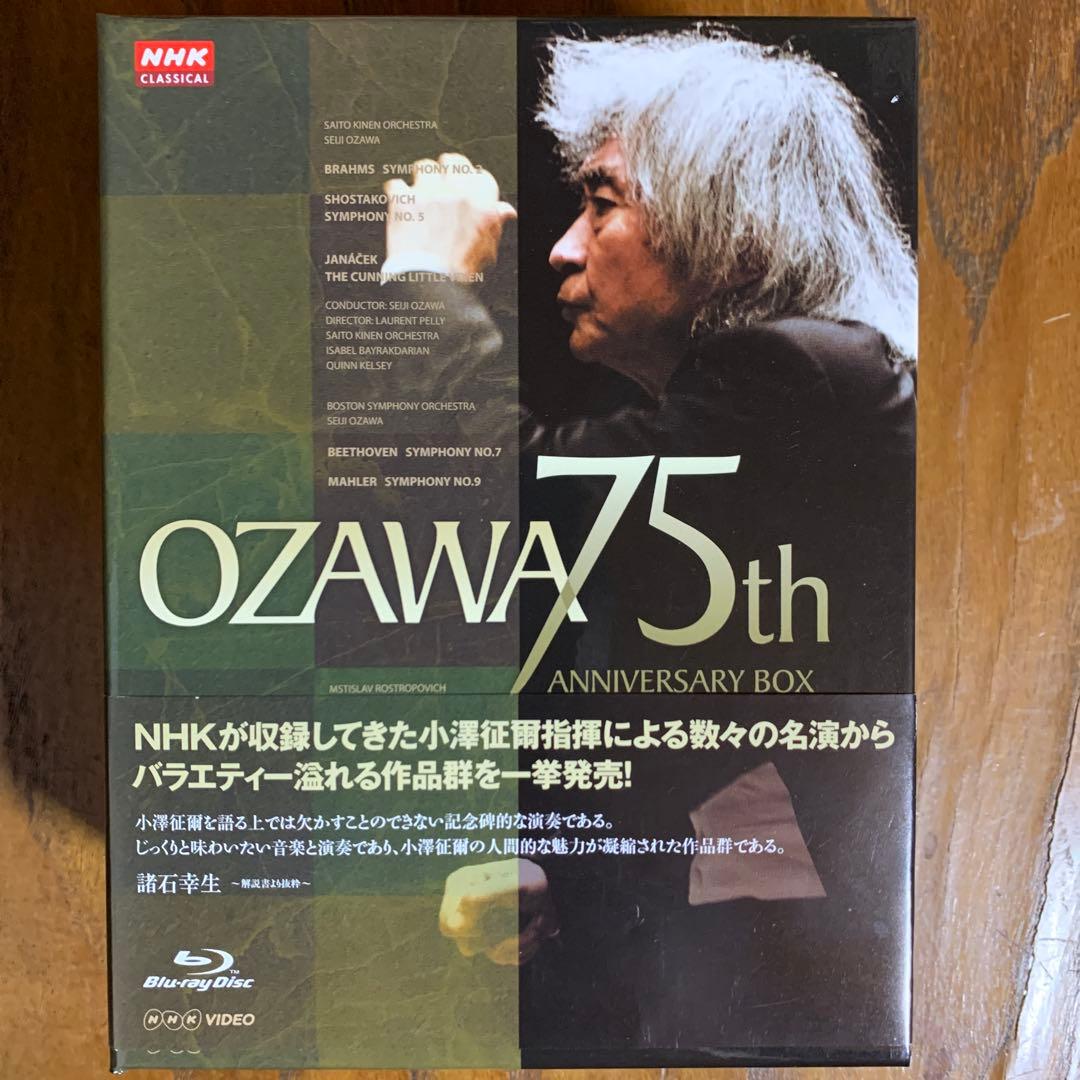 NHK
CLASSICAL
SAITO KINEN ORCHESTRA
SEIJI OZAWA
BRAHMS SYMPHONY NO. 2
SHOSTAKOVICH
SYMPHONY NO. 5
JANÁČEK
THE CUNNING LITTLE VIXEN
CONDUCTOR: SEIJI OZAWA
DIRECTOR: LAURENT PELLY
SAITO KINEN ORCHESTRA
ISABEL BAYRAKDARIAN
QUINN KELSEY
BOSTON SYMPHONY ORCHESTRA
SEIJI OZAWA
BEETHOVEN SYMPHONY NO.7
MAHLER SYMPHONY NO.9
OZAWA 75th
ANNIVERSARY BOX
MSTISLAV ROSTROPOVICH
NHKが収録してきた小澤征爾指揮による数々の名演から
バラエティー溢れる作品群を一挙発売!
小澤征爾を語る上では欠かすことのできない記念碑的な演奏である。
じっくりと味わいたい音楽と演奏であり、小澤征爾の人間的な魅力が凝縮された作品群である。
諸石幸生 ～解説書より抜粋～
Blu-ray Disc™
NHK VIDEO